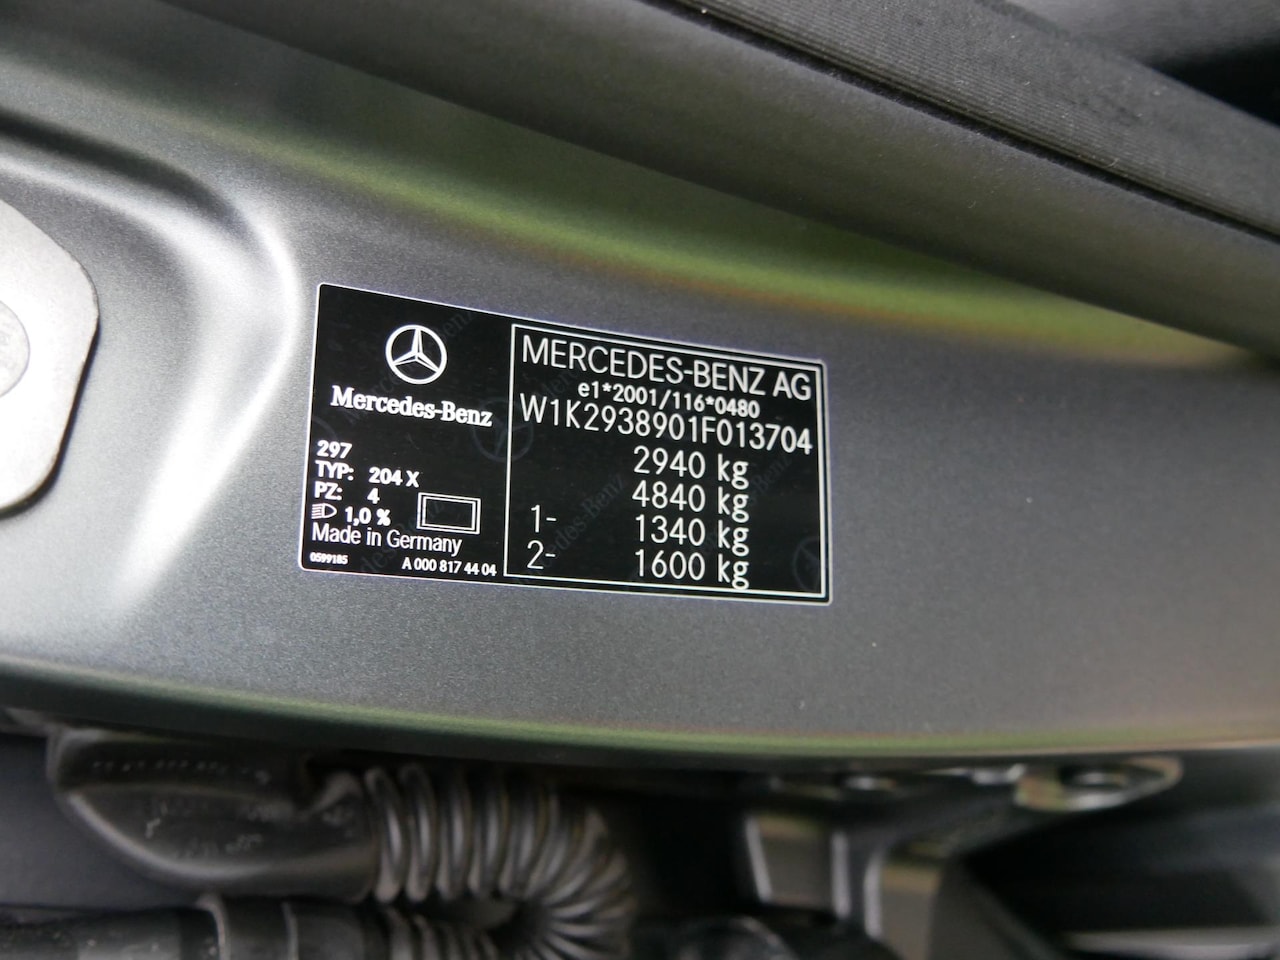 Mercedes-Benz
297
TYP: 204 X
PZ: 4
1,0 %
Made in Germany
0599185
A 000 817 44 04
MERCEDES-BENZ AG
e1*2001/116*0480
W1K2938901F013704
2940 kg
4840 kg
1- 1340 kg
2- 1600 kg